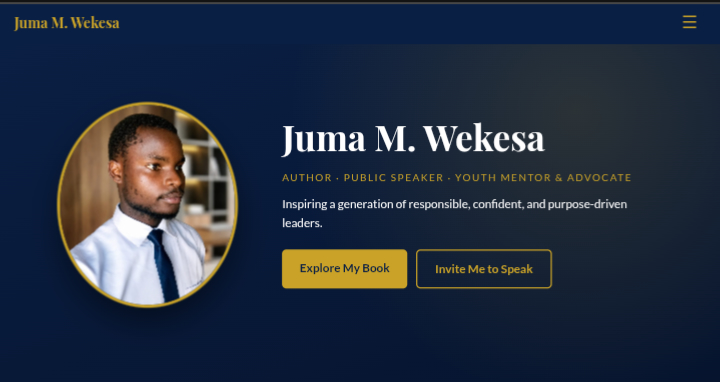 Juma M. Wekesa
Juma M. Wekesa
AUTHOR · PUBLIC SPEAKER · YOUTH MENTOR & ADVOCATE
Inspiring a generation of responsible, confident, and purpose-driven
leaders.
Explore My Book
Invite Me to Speak